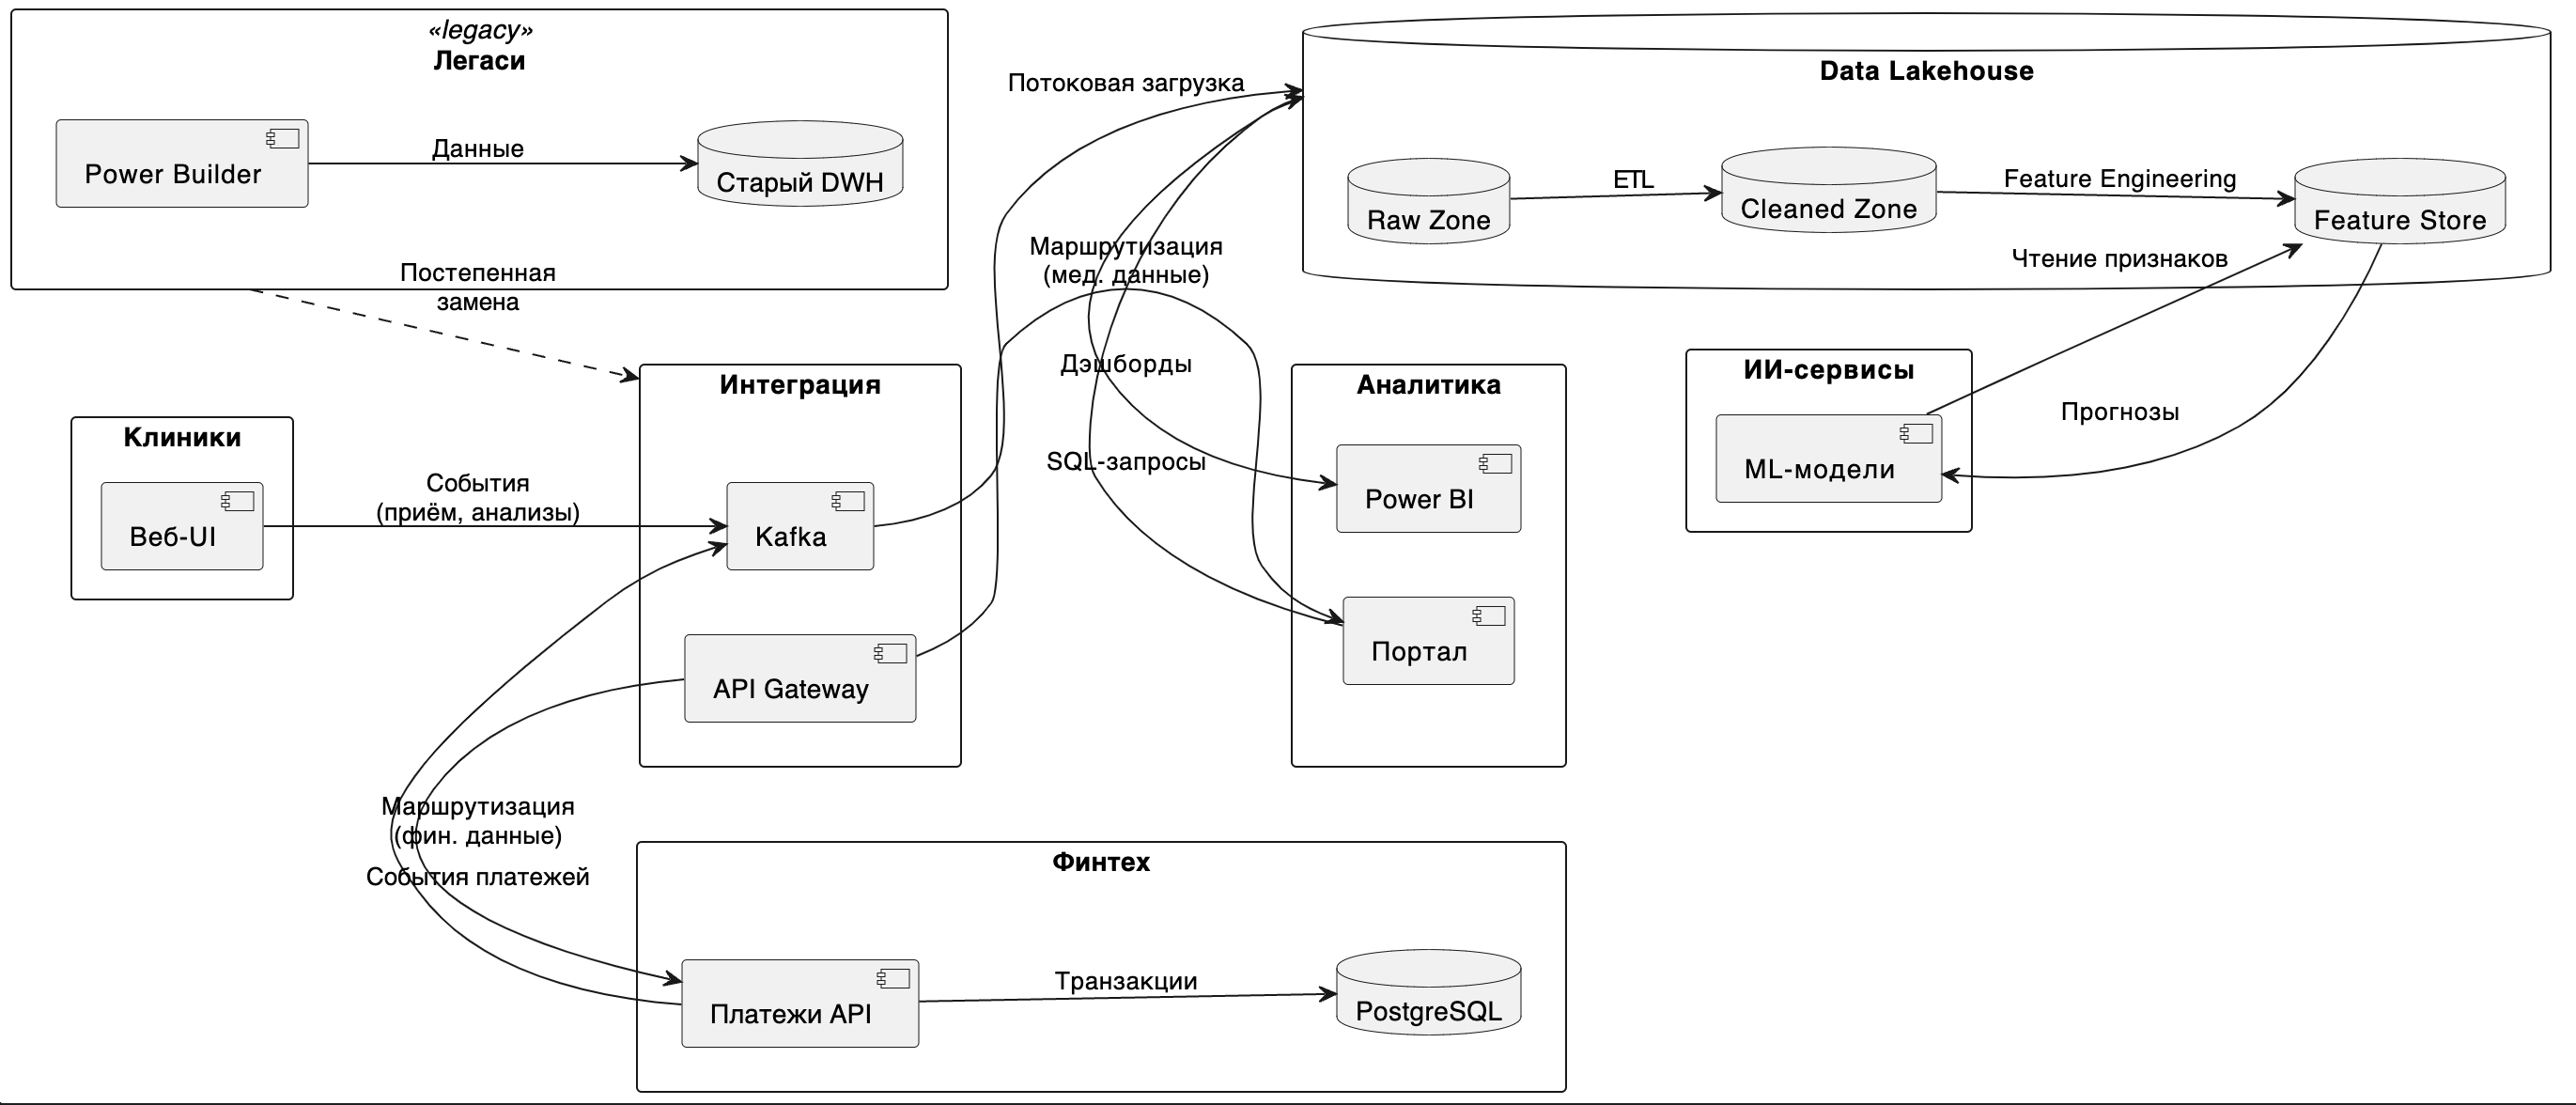 «legacy»
Легаси
Power Builder
Данные
Старый DWH
Постепенная
замена
Потоковая загрузка
Data Lakehouse
Raw Zone
ETL
Cleaned Zone
Feature Engineering
Feature Store
Чтение признаков
Маршрутизация
(мед. данные)
Дэшборды
SQL-запросы
Клиники
Веб-UI
События
(приём, анализы)
Интеграция
Kafka
API Gateway
Аналитика
Power BI
Портал
ИИ-сервисы
ML-модели
Прогнозы
Маршрутизация
(фин. данные)
События платежей
Финтех
Платежи API
Транзакции
PostgreSQL